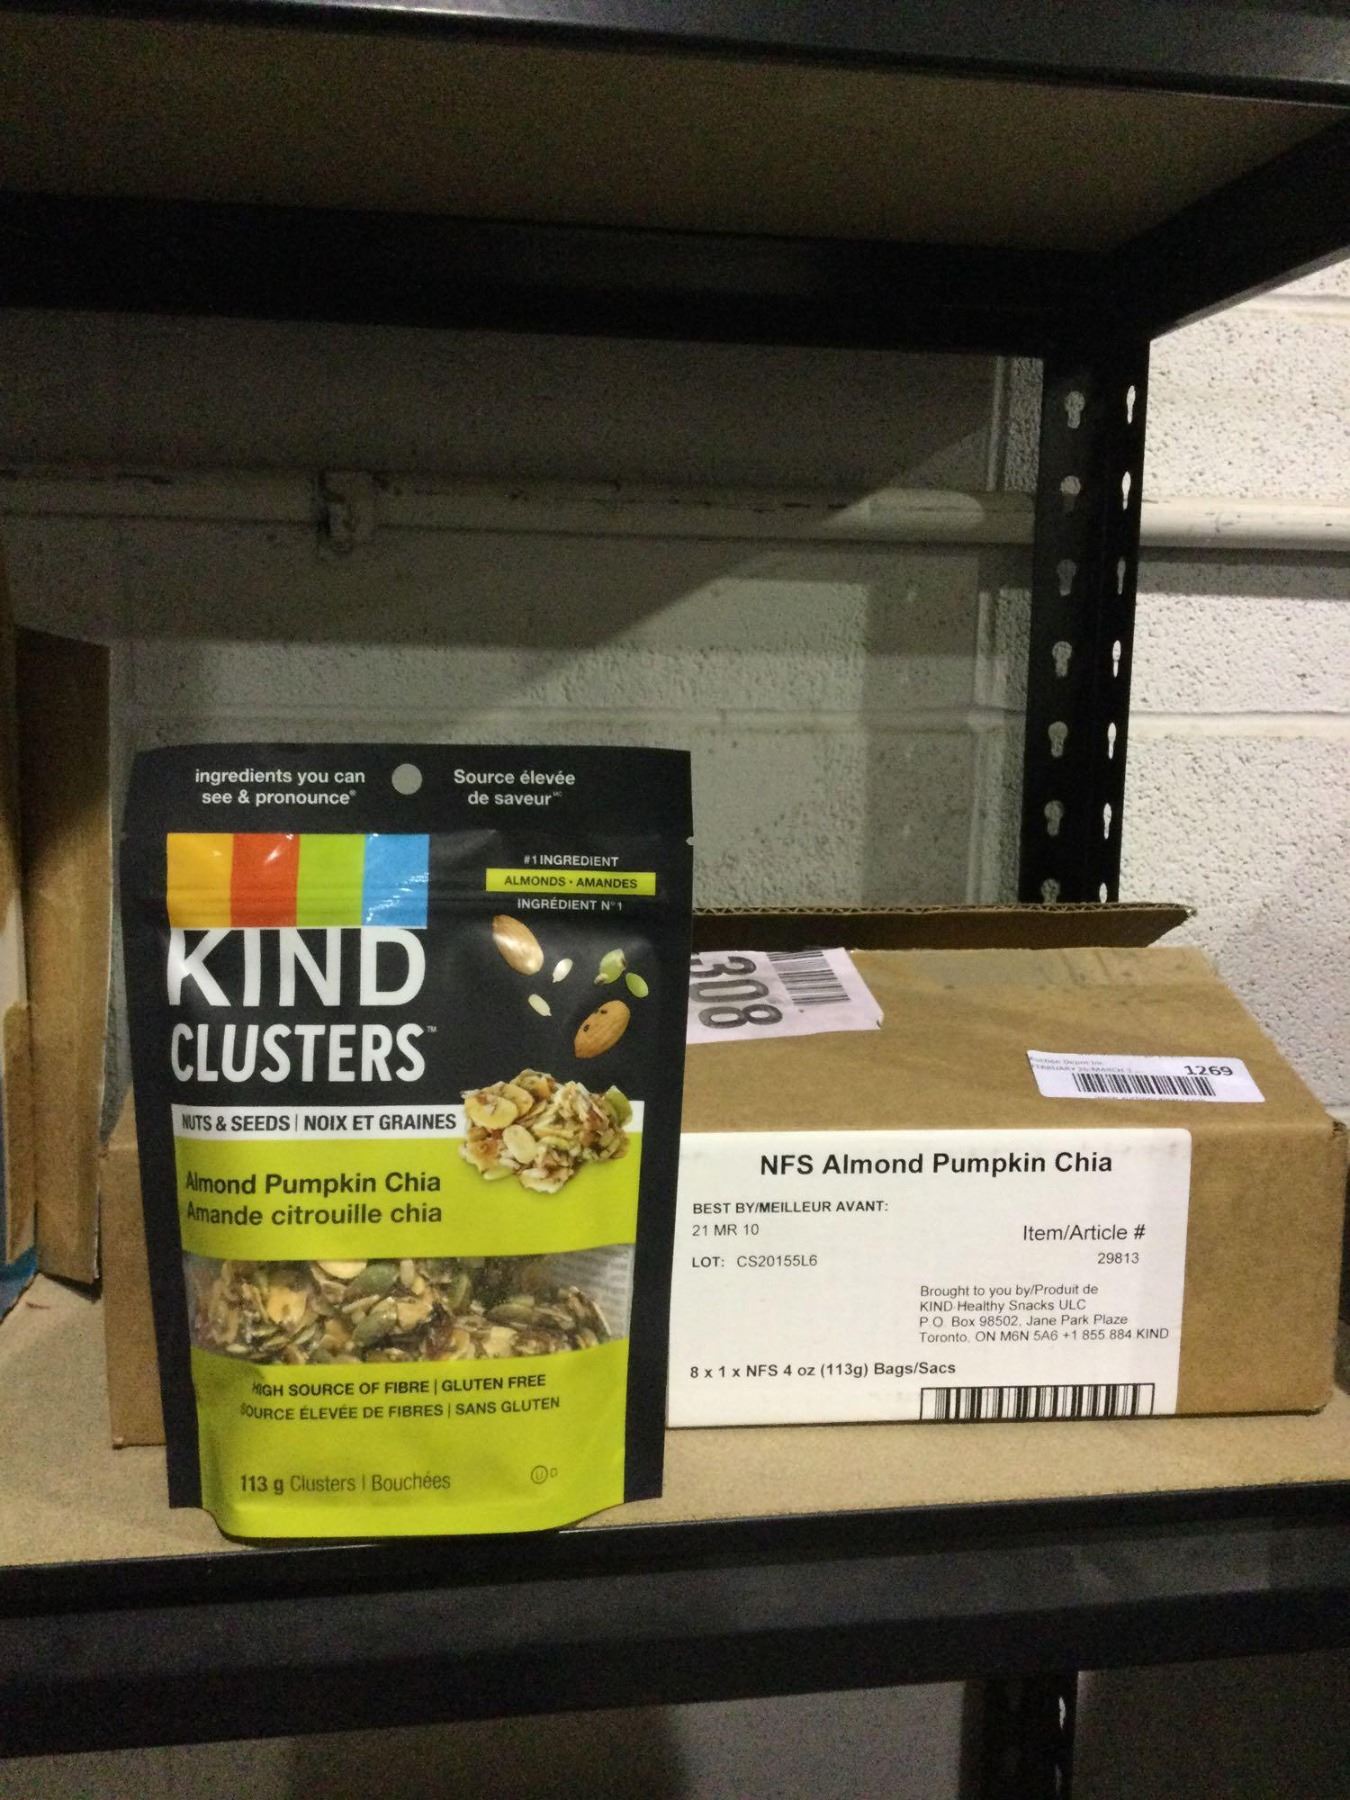 ingredients you can
see & pronounce®
Source élevée
de saveur MC
#1 INGREDIENT
ALMONDS • AMANDES
INGRÉDIENT N° 1
KIND
CLUSTERS™
NUTS & SEEDS | NOIX ET GRAINES
Almond Pumpkin Chia
Amande citrouille chia
HIGH SOURCE OF FIBRE | GLUTEN FREE
SOURCE ÉLEVÉE DE FIBRES | SANS GLUTEN
113 g Clusters | Bouchées
U D
308
1269
NFS Almond Pumpkin Chia
BEST BY/MEILLEUR AVANT:
21 MR 10
Item/Article #
LOT: CS20155L6
29813
Brought to you by/Produit de
KIND Healthy Snacks ULC
P.O. Box 98502, Jane Park Plaze
Toronto, ON M6N 5A6 +1 855.884.KIND
8 x 1 x NFS 4 oz (113g) Bags/Sacs